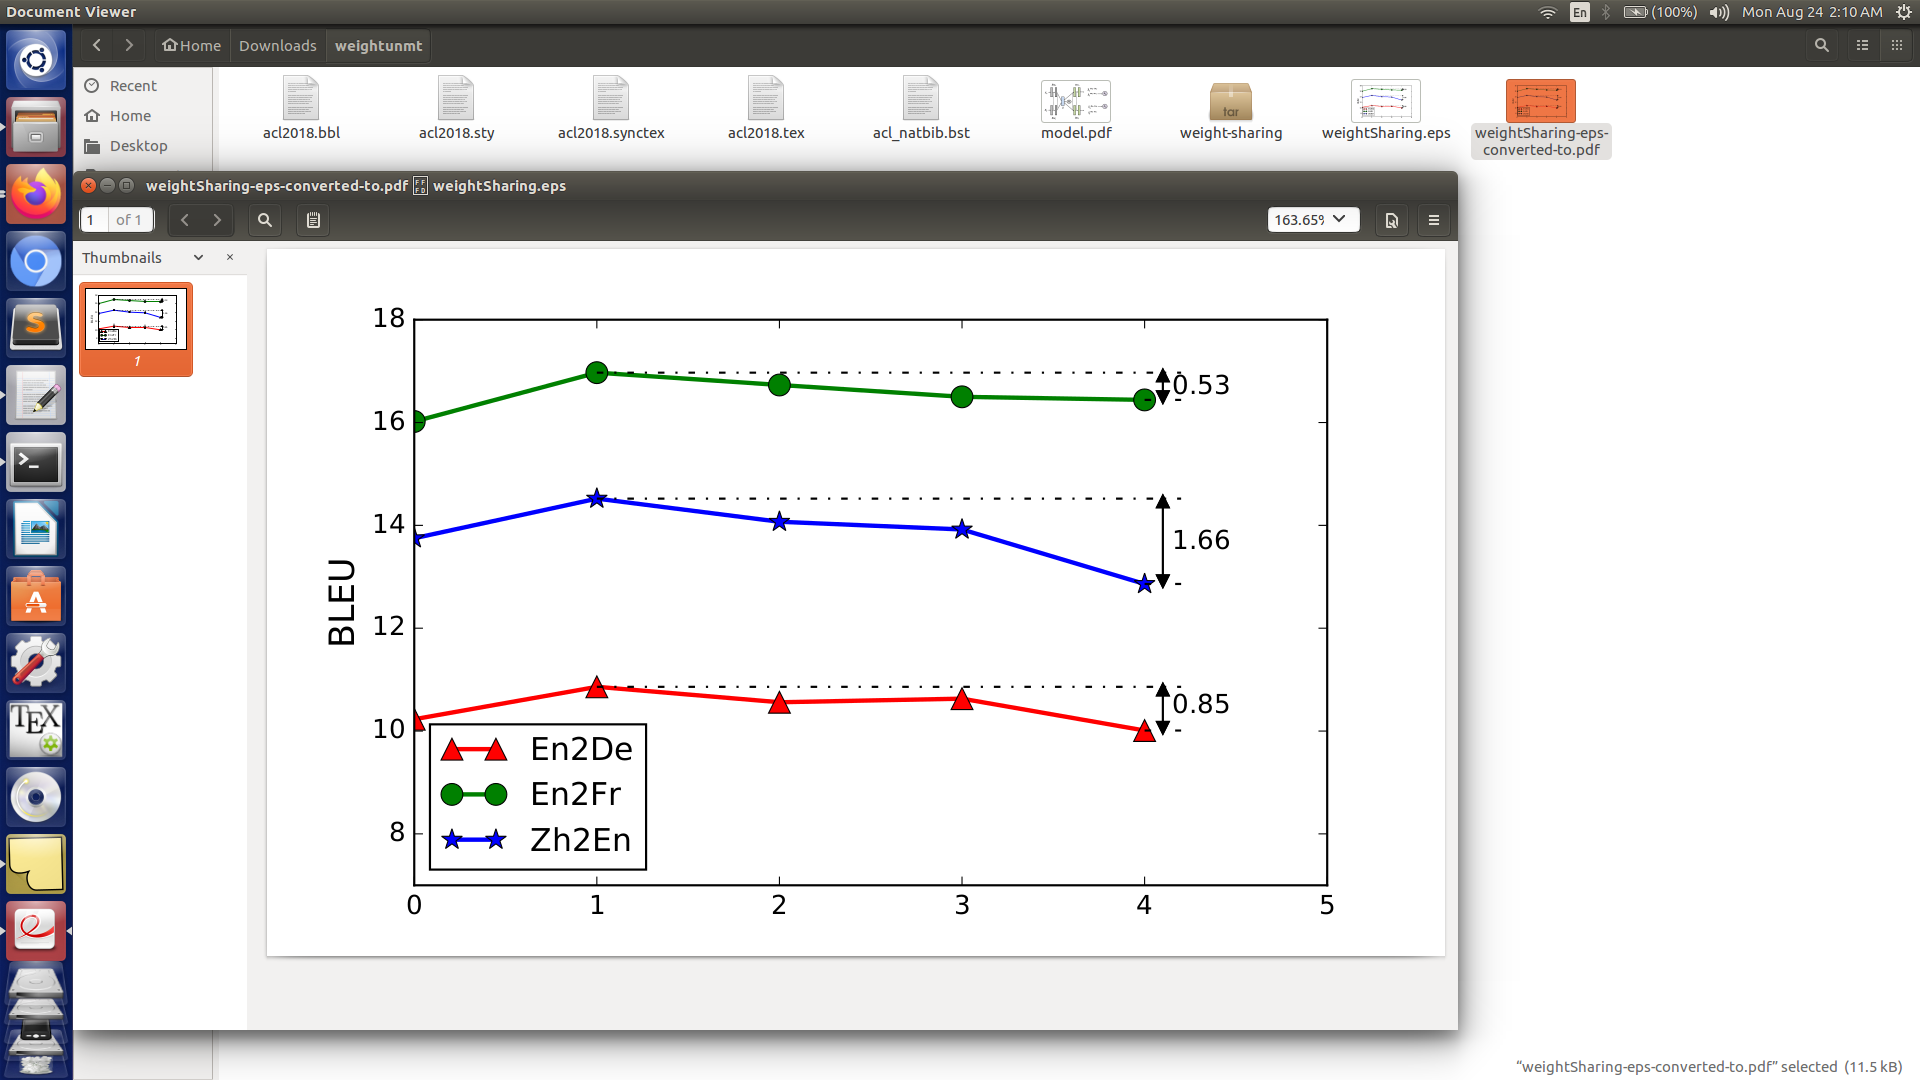 Document Viewer
En
(100%)
Mon Aug 24 2:10 AM
Home
Downloads
weightunmt
Recent
Home
Desktop
acl2018.bbl
acl2018.sty
acl2018.synctex
acl2018.tex
acl_natbib.bst
model.pdf
tar
weight-sharing
weightSharing.eps
weightSharing-eps-
converted-to.pdf
weightSharing-eps-converted-to.pdf weightSharing.eps
1 of 1
163.65%
Thumbnails
1
18
16
14
12
10
8
BLEU
0.53
1.66
0.85
En2De
En2Fr
Zh2En
0 1 2 3 4 5
“weightSharing-eps-converted-to.pdf” selected (11.5 kB)